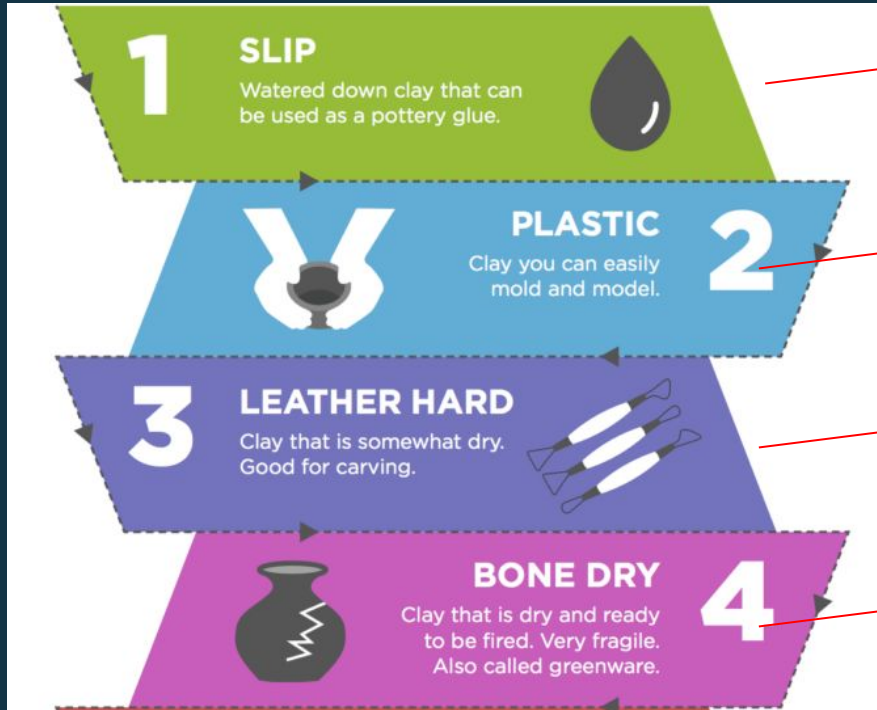 1
SLIP
Watered down clay that can
be used as a pottery glue.
PLASTIC
Clay you can easily
mold and model.
2
3
LEATHER HARD
Clay that is somewhat dry.
Good for carving.
BONE DRY
Clay that is dry and ready
to be fired. Very fragile.
Also called greenware.
4